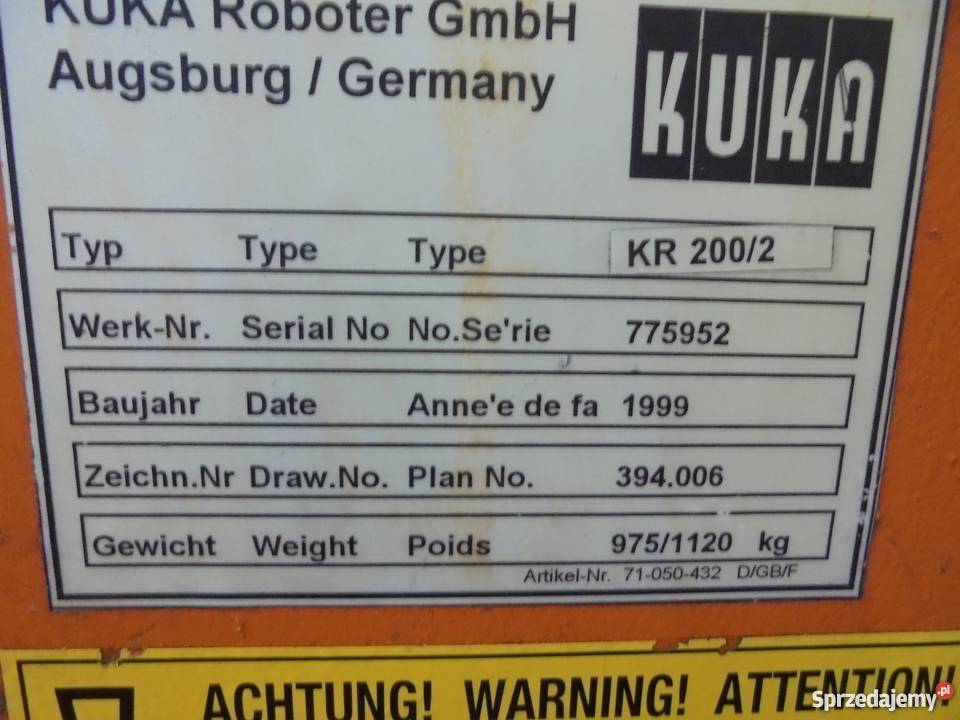 KUKA Roboter GmbH
Augsburg / Germany
KUKA
Typ Type Type KR 200/2
Werk-Nr. Serial No No.Se'rie 775952
Baujahr Date Anne'e de fa 1999
Zeichn.Nr Draw.No. Plan No. 394.006
Gewicht Weight Poids 975/1120 kg
Artikel-Nr. 71-050-432 D/GB/F
ACHTUNG! WARNING! ATTENTION!
Sprzedajemy.pl